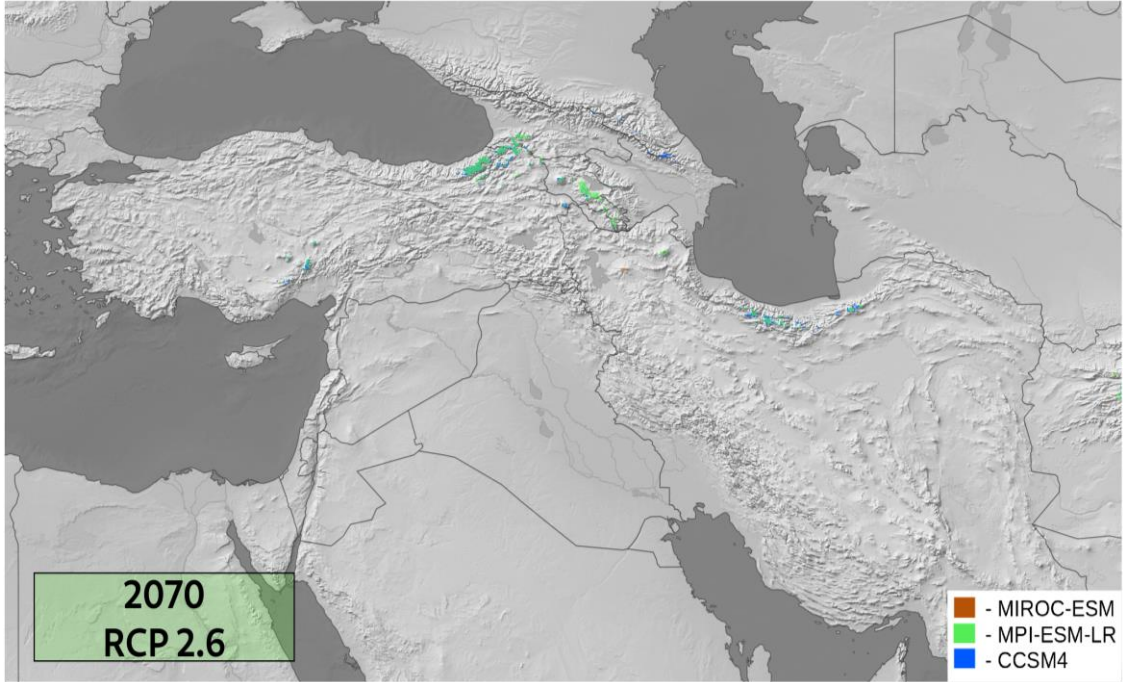 2070
RCP 2.6
- MIROC-ESM
- MPI-ESM-LR
- CCSM4